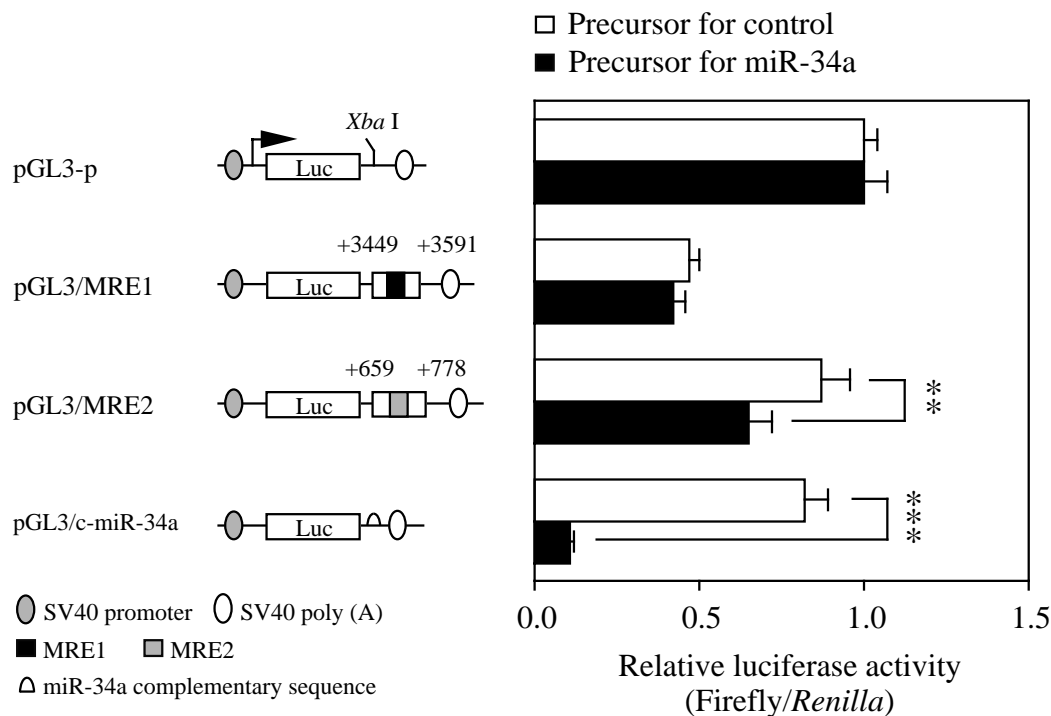 Precursor for control
Precursor for miR-34a
pGL3-p
Xba I
Luc
pGL3/MRE1
+3449 +3591
Luc
pGL3/MRE2
+659 +778
Luc
**
pGL3/c-miR-34a
Luc
***
SV40 promoter SV40 poly (A)
MRE1 MRE2
miR-34a complementary sequence
0.0 0.5 1.0 1.5
Relative luciferase activity
(Firefly/Renilla)